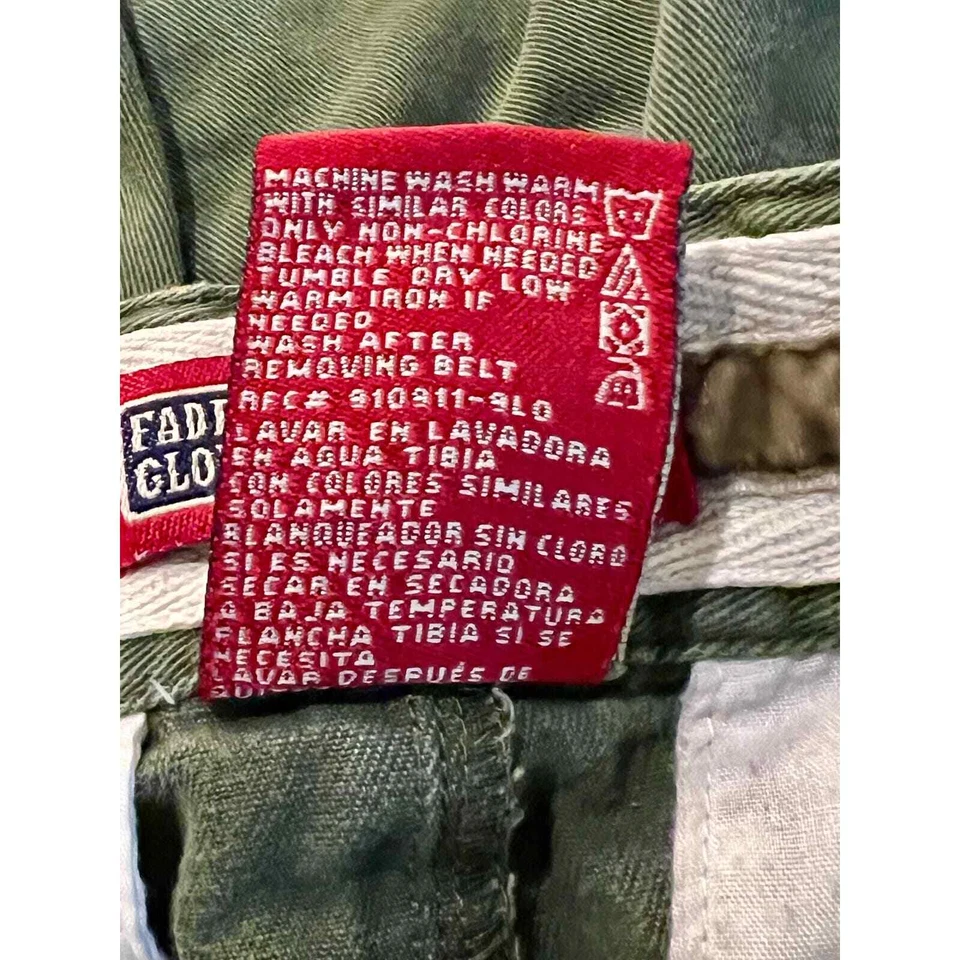 MACHINE WASH WARM
WITH SIMILAR COLORS
ONLY NON-CHLORINE
BLEACH WHEN NEEDED
TUMBLE DRY LOW
WARM IRON IF
NEEDED
WASH AFTER
REMOVING BELT
AFC# 910911-9LO
LAVAR EN LAVADORA
EN AGUA TIBIA
CON COLORES SIMILARES
SOLAMENTE
BLANQUEADOR SIN CLORO
SI ES NECESARIO
SECAR EN SECADORA
A BAJA TEMPERATURA
PLANCHA TIBIA SI SE
NECESITA
LAVAR DESPUÉS DE
FADE
GLO